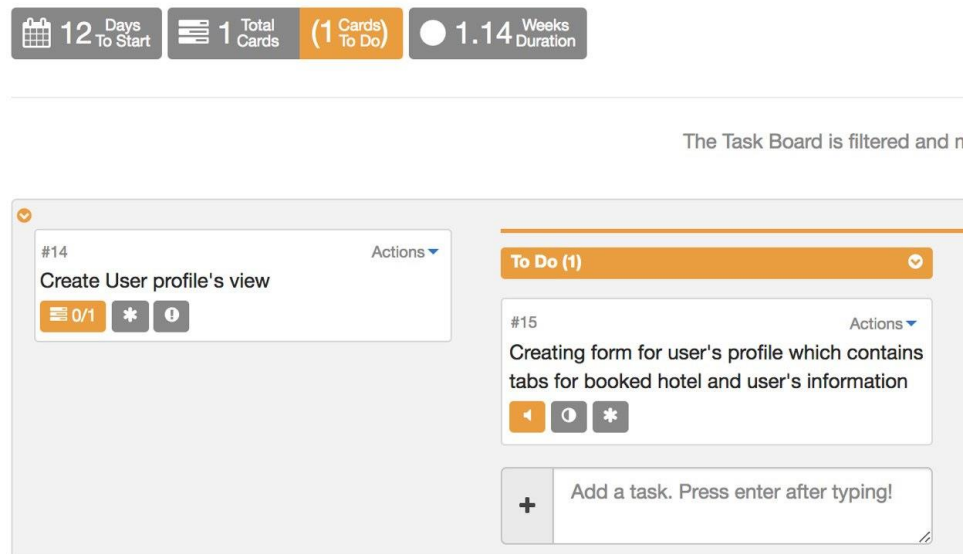 12 Days To Start
1 Total Cards
(1 Cards To Do)
1.14 Weeks Duration
The Task Board is filtered and
#14
Actions
Create User profile's view
0/1
To Do (1)
#15
Actions
Creating form for user's profile which contains
tabs for booked hotel and user's information
Add a task. Press enter after typing!